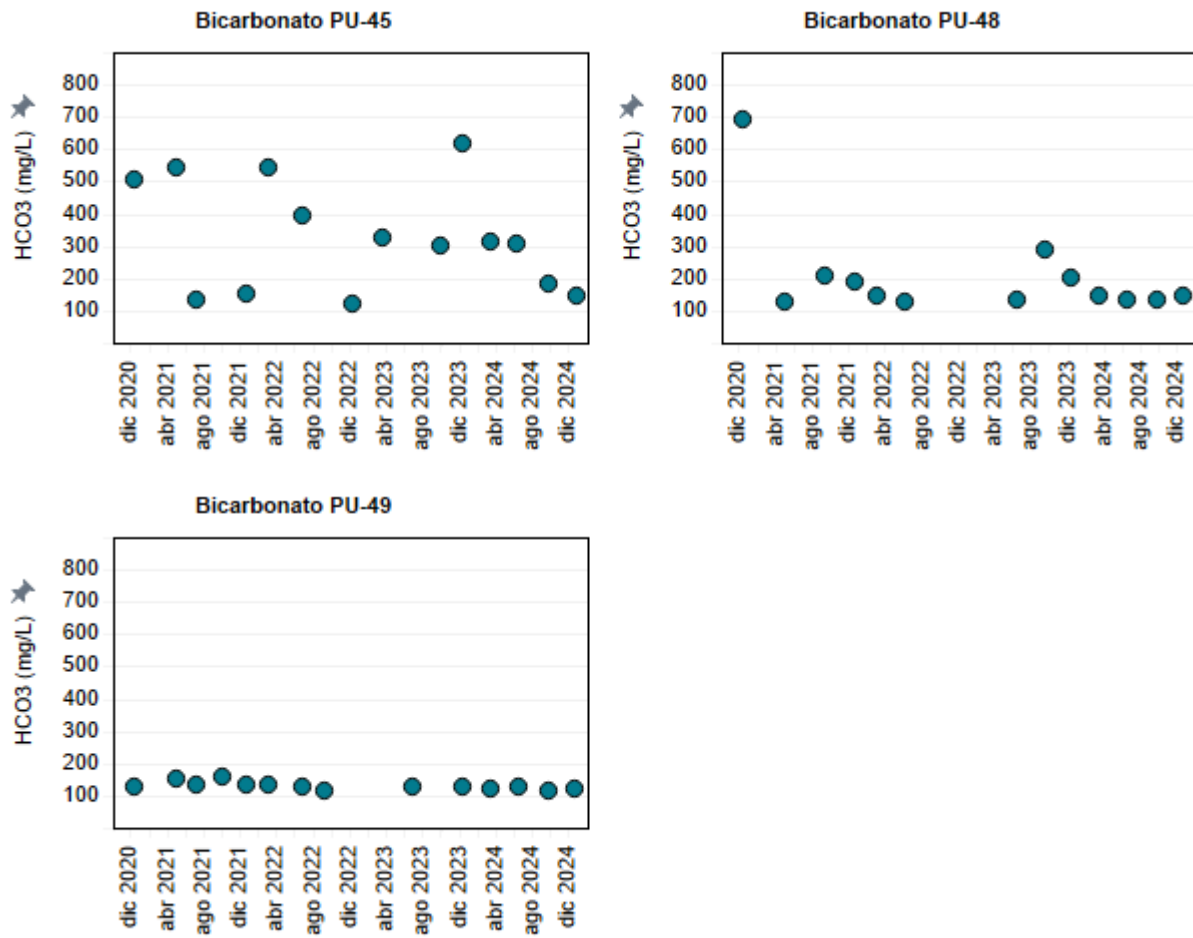 Bicarbonato PU-45
HCO3 (mg/L)
800
700
600
500
400
300
200
100
dic 2020
abr 2021
ago 2021
dic 2021
abr 2022
ago 2022
dic 2022
abr 2023
ago 2023
dic 2023
abr 2024
ago 2024
dic 2024
Bicarbonato PU-48
HCO3 (mg/L)
800
700
600
500
400
300
200
100
dic 2020
abr 2021
ago 2021
dic 2021
abr 2022
ago 2022
dic 2022
abr 2023
ago 2023
dic 2023
abr 2024
ago 2024
dic 2024
Bicarbonato PU-49
HCO3 (mg/L)
800
700
600
500
400
300
200
100
dic 2020
abr 2021
ago 2021
dic 2021
abr 2022
ago 2022
dic 2022
abr 2023
ago 2023
dic 2023
abr 2024
ago 2024
dic 2024